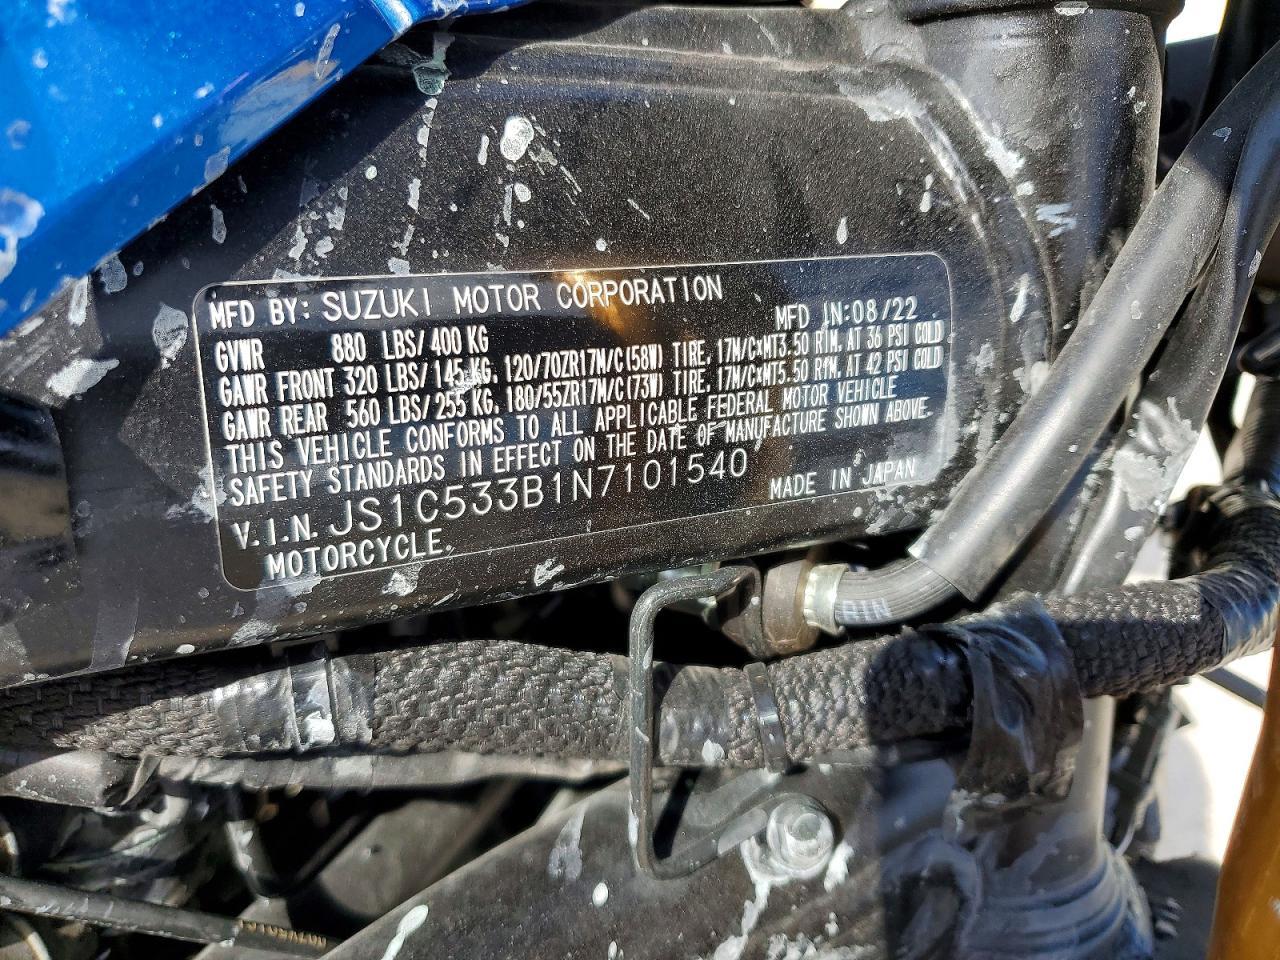 MFD BY: SUZUKI MOTOR CORPORATION
MFD IN:08/22
GVWR 880 LBS/ 400 KG
GAWR FRONT 320 LBS/ 145 KG. 120/70ZR17M/C(58W) TIRE, 17M/CxMT3.50 RIM, AT 36 PSI COLD
GAWR REAR 560 LBS/ 255 KG. 180/55ZR17M/C(73W) TIRE, 17M/CxMT5.50 RIM, AT 42 PSI COLD
THIS VEHICLE CONFORMS TO ALL APPLICABLE FEDERAL MOTOR VEHICLE
SAFETY STANDARDS IN EFFECT ON THE DATE OF MANUFACTURE SHOWN ABOVE.
V.I.N. JS1C533B1N7101540 MADE IN JAPAN
MOTORCYCLE.